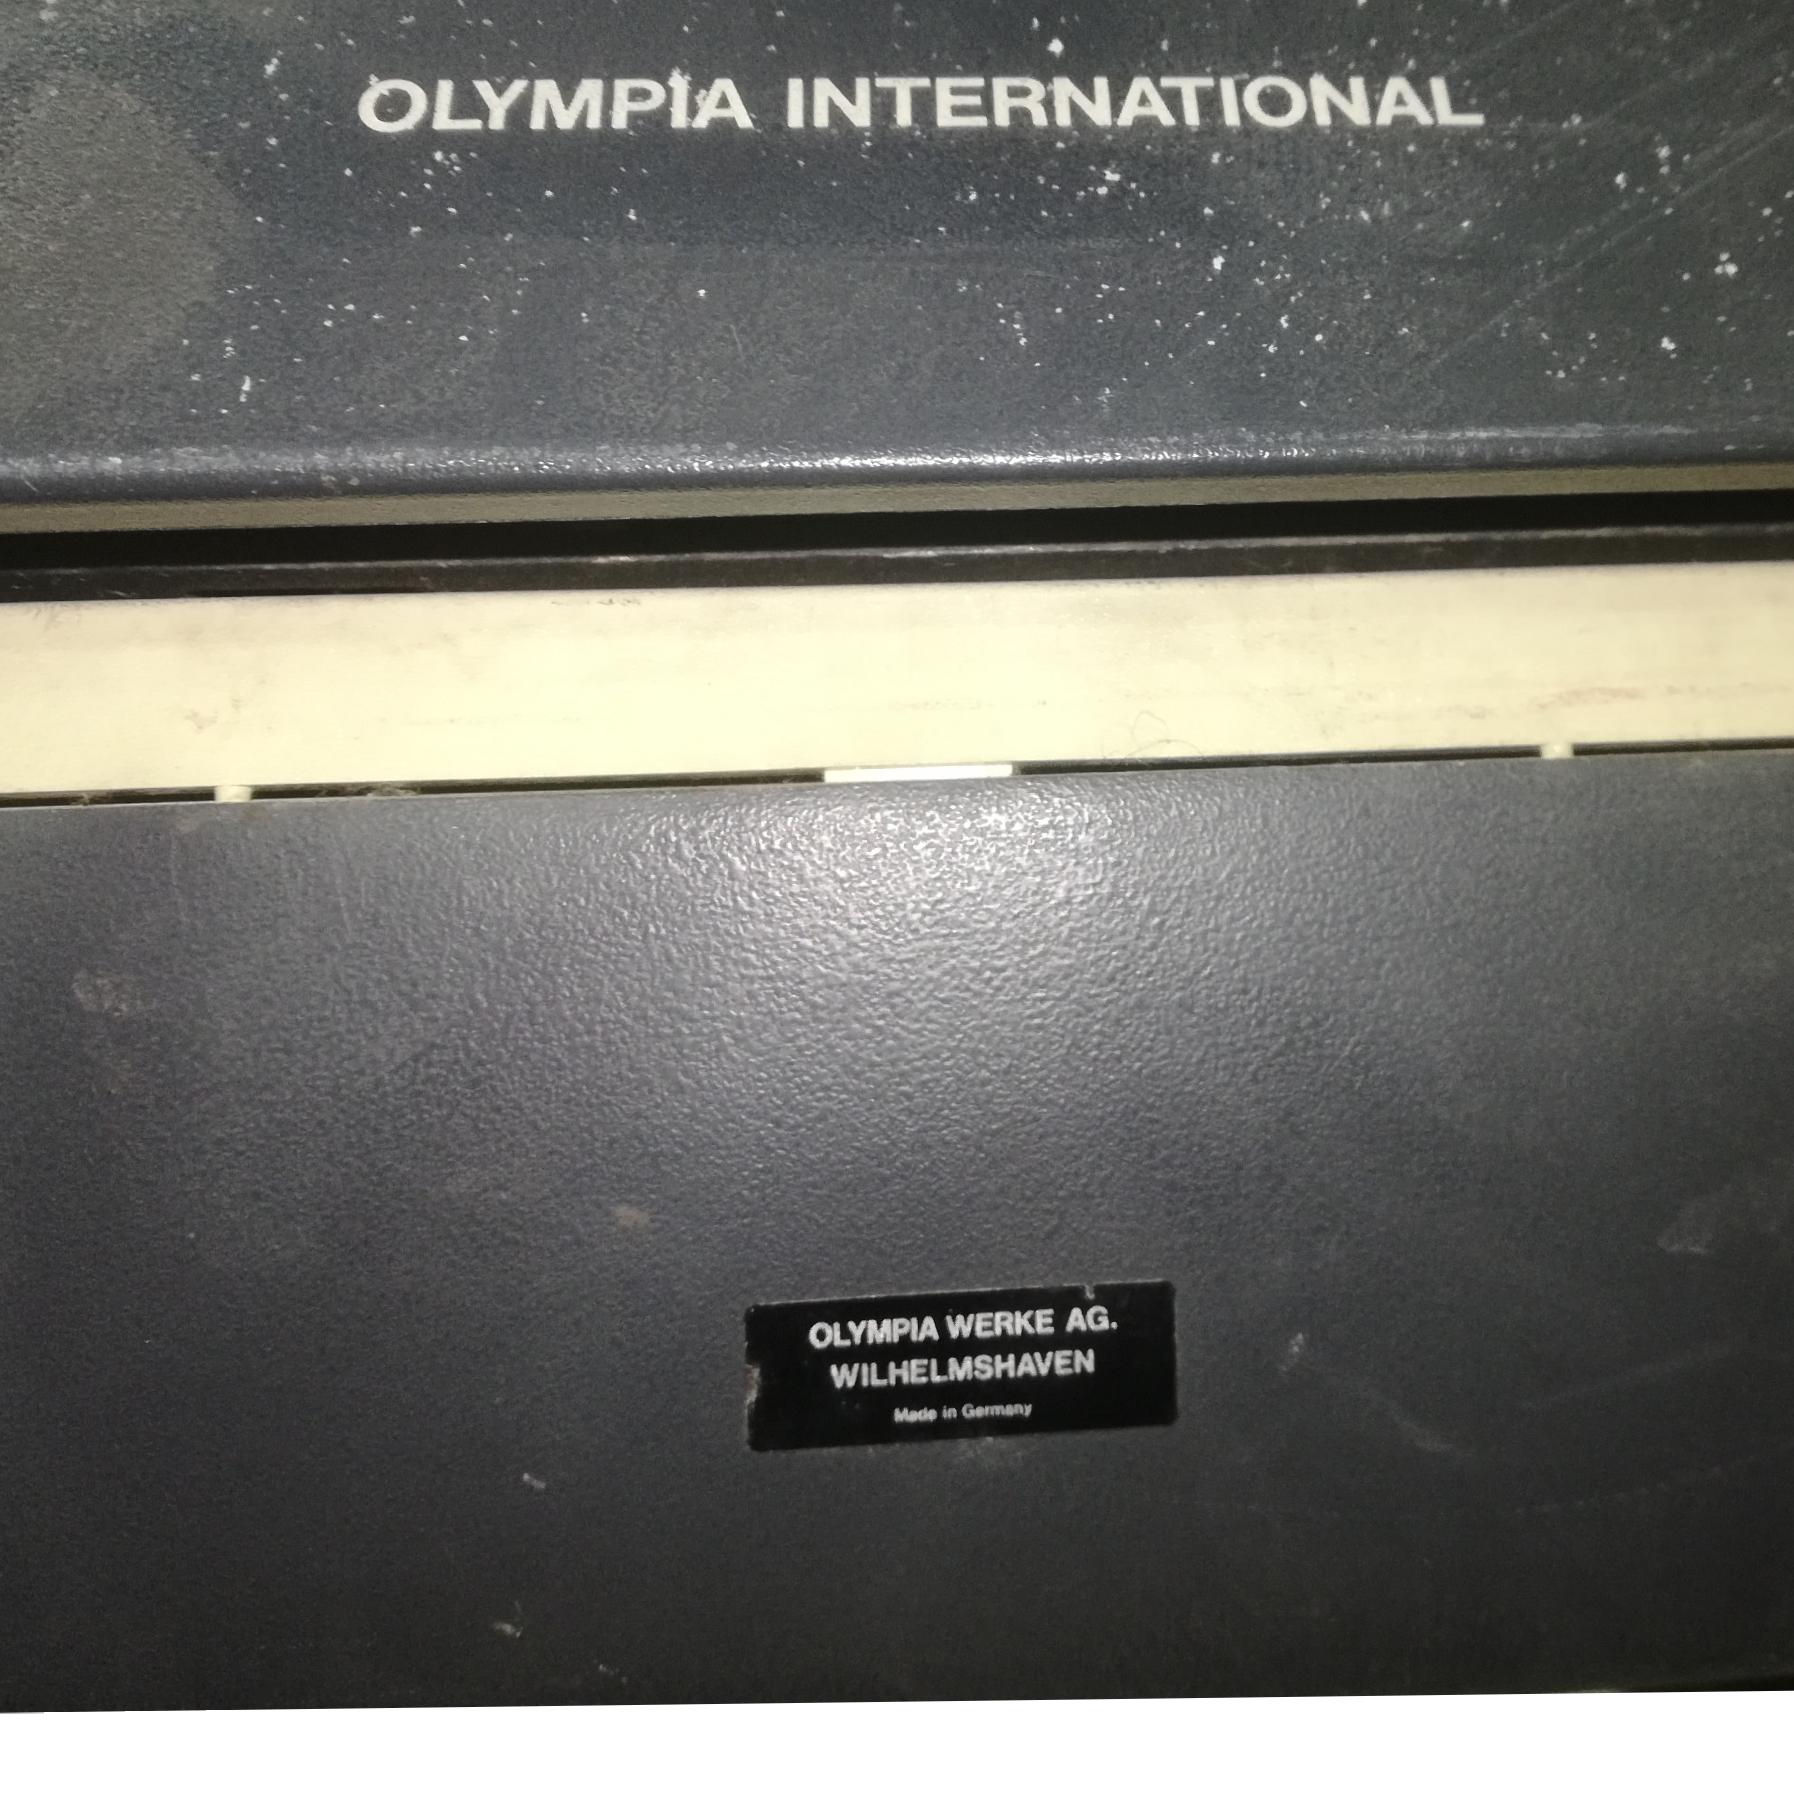 OLYMPIA INTERNATIONAL
OLYMPIA WERKE AG.
WILHELMSHAVEN
Made in Germany